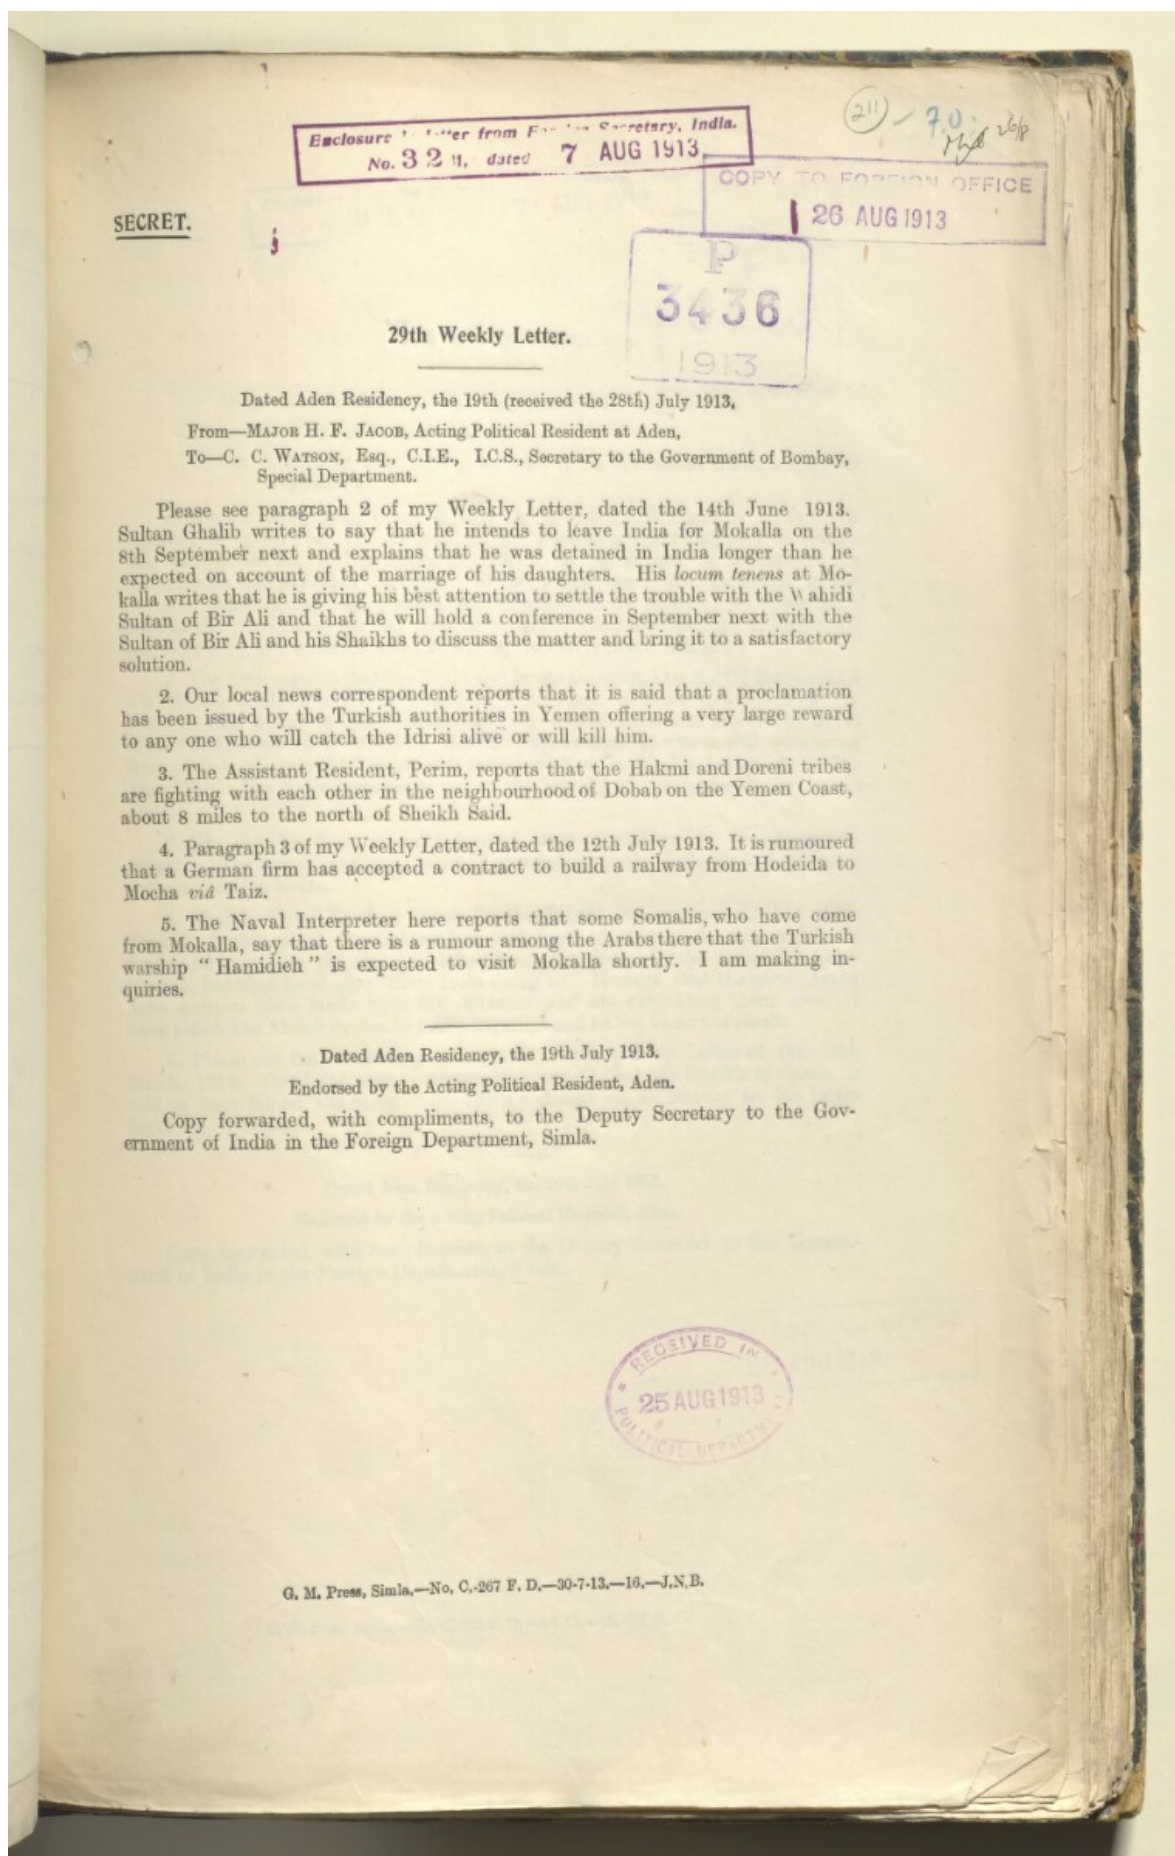 Enclosure letter from Secretary, India.
No. 32 M, dated 7 AUG 1913
211 - F.O.
26/8
COPY TO FOREIGN OFFICE
26 AUG 1913
SECRET.
P
3436
1913
29th Weekly Letter.
Dated Aden Residency, the 19th (received the 28th) July 1913,
From—MAJOR H. F. JACOB, Acting Political Resident at Aden,
To—C. C. WATSON, Esq., C.I.E., I.C.S., Secretary to the Government of Bombay,
Special Department.
Please see paragraph 2 of my Weekly Letter, dated the 14th June 1913.
Sultan Ghalib writes to say that he intends to leave India for Mokalla on the
8th September next and explains that he was detained in India longer than he
expected on account of the marriage of his daughters. His locum tenens at Mo-
kalla writes that he is giving his best attention to settle the trouble with the Wahidi
Sultan of Bir Ali and that he will hold a conference in September next with the
Sultan of Bir Ali and his Shaikhs to discuss the matter and bring it to a satisfactory
solution.
2. Our local news correspondent reports that it is said that a proclamation
has been issued by the Turkish authorities in Yemen offering a very large reward
to any one who will catch the Idrisi alive or will kill him.
3. The Assistant Resident, Perim, reports that the Hakmi and Doreni tribes
are fighting with each other in the neighbourhood of Dobab on the Yemen Coast,
about 8 miles to the north of Sheikh Said.
4. Paragraph 3 of my Weekly Letter, dated the 12th July 1913. It is rumoured
that a German firm has accepted a contract to build a railway from Hodeida to
Mocha viâ Taiz.
5. The Naval Interpreter here reports that some Somalis, who have come
from Mokalla, say that there is a rumour among the Arabs there that the Turkish
warship "Hamidieh" is expected to visit Mokalla shortly. I am making in-
quiries.
Dated Aden Residency, the 19th July 1913.
Endorsed by the Acting Political Resident, Aden.
Copy forwarded, with compliments, to the Deputy Secretary to the Gov-
ernment of India in the Foreign Department, Simla.
RECEIVED IN
25 AUG 1913
POLITICAL DEPARTMENT
G. M. Press, Simla.—No. C.-267 F. D.—30-7-13.—16.—J.N.B.